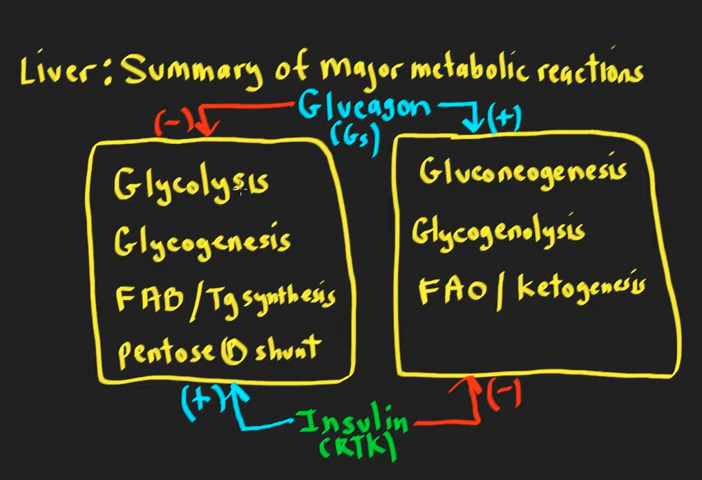 Liver: Summary of major metabolic reactions
(-) Glucagon (+)
(Gs)
Glycolysis
Glycogenesis
FAB/Tg synthesis
Pentose P shunt
Gluconeogenesis
Glycogenolysis
FAO/ketogenesis
(+) Insulin (-)
(RTK)